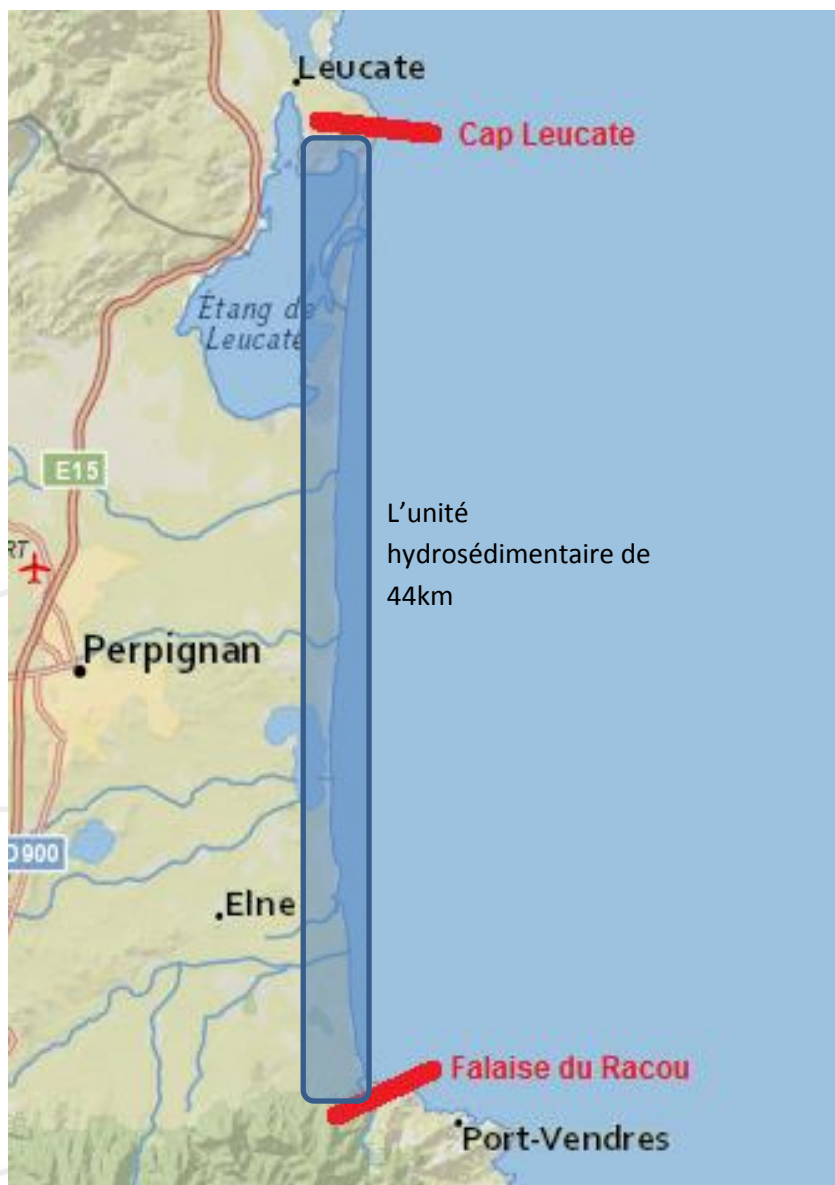 Leucate
Cap Leucate
Étang de
Leucate
E15
L'unité
hydrosédimentaire de
44km
RT
Perpignan
D900
Elne
Falaise du Racou
Port-Vendres